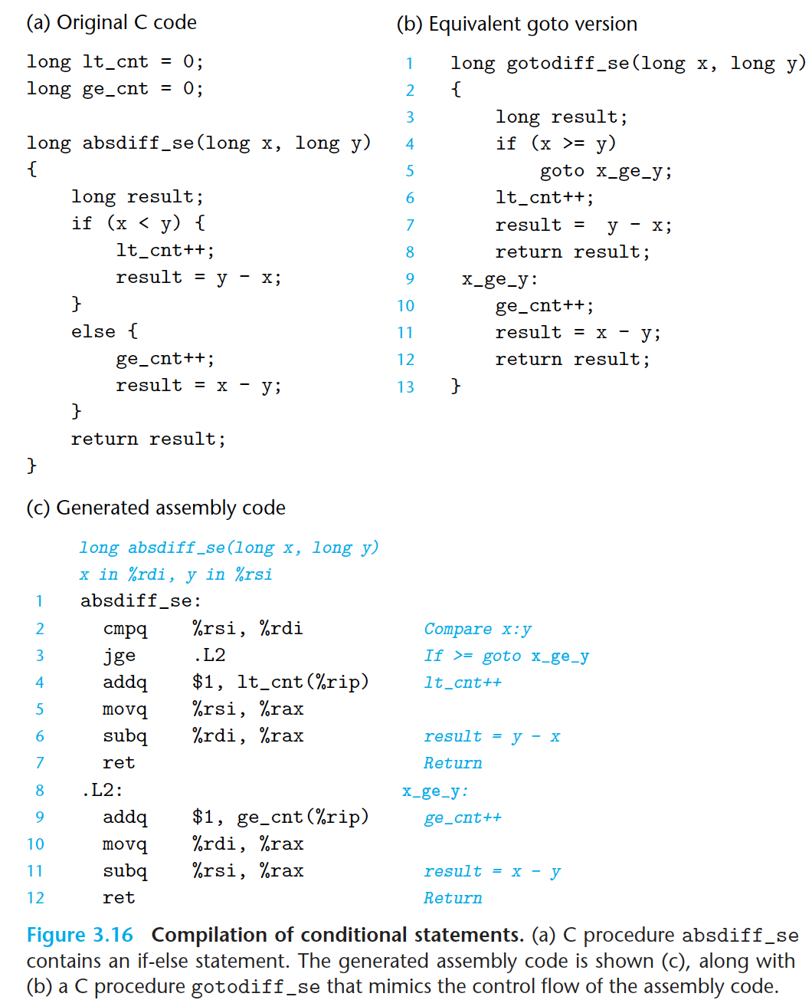 (a) Original C code
long lt_cnt = 0;
long ge_cnt = 0;
long absdiff_se(long x, long y)
{
    long result;
    if (x < y) {
        lt_cnt++;
        result = y - x;
    }
    else {
        ge_cnt++;
        result = x - y;
    }
    return result;
}
(b) Equivalent goto version
1    long gotodiff_se(long x, long y)
2    {
3        long result;
4        if (x >= y)
5            goto x_ge_y;
6        lt_cnt++;
7        result =  y - x;
8        return result;
9     x_ge_y:
10        ge_cnt++;
11        result = x - y;
12        return result;
13    }
(c) Generated assembly code
long absdiff_se(long x, long y)
x in %rdi, y in %rsi
1    absdiff_se:
2      cmpq    %rsi, %rdi    Compare x:y
3      jge     .L2    If >= goto x_ge_y
4      addq    $1, lt_cnt(%rip)    lt_cnt++
5      movq    %rsi, %rax
6      subq    %rdi, %rax    result = y - x
7      ret    Return
8    .L2:    x_ge_y:
9      addq    $1, ge_cnt(%rip)    ge_cnt++
10      movq    %rdi, %rax
11      subq    %rsi, %rax    result = x - y
12      ret    Return
Figure 3.16 Compilation of conditional statements. (a) C procedure absdiff_se
contains an if-else statement. The generated assembly code is shown (c), along with
(b) a C procedure gotodiff_se that mimics the control flow of the assembly code.